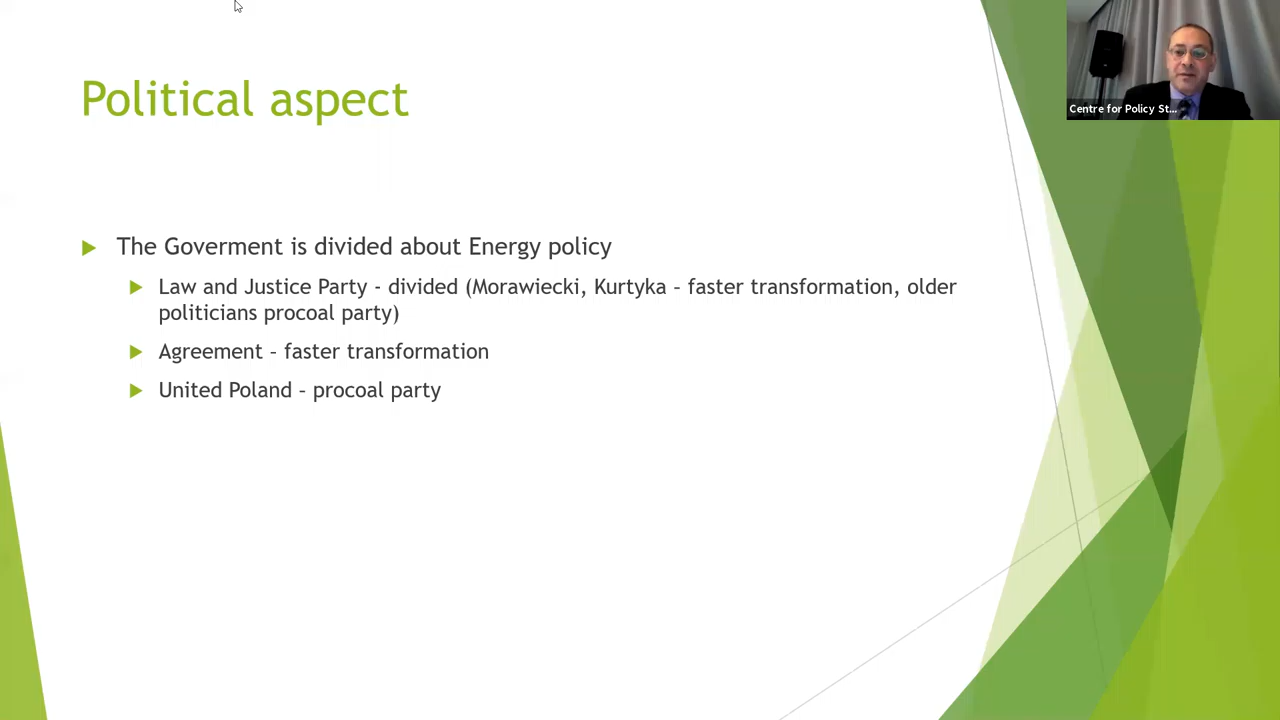 Political aspect
Centre for Policy St...
The Goverment is divided about Energy policy
Law and Justice Party - divided (Morawiecki, Kurtyka – faster transformation, older
politicians procoal party)
Agreement – faster transformation
United Poland – procoal party